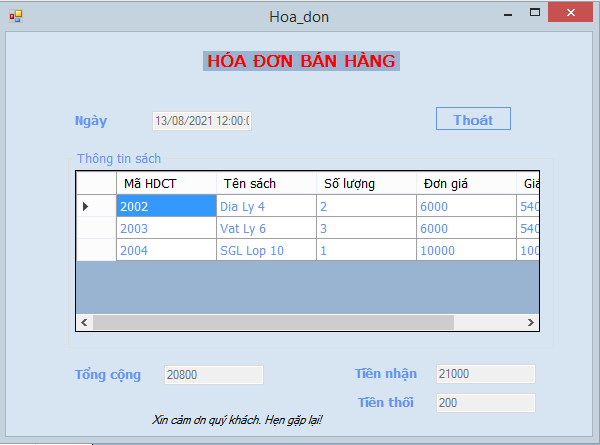 Hoa_don
HÓA ĐƠN BÁN HÀNG
Ngày 13/08/2021 12:00:0 Thoát
Thông tin sách
Mã HDCT Tên sách Số lượng Đơn giá Giá
2002 Dia Ly 4 2 6000 540
2003 Vat Ly 6 3 6000 540
2004 SGL Lop 10 1 10000 100
Tổng cộng 20800 Tiền nhận 21000
Tiền thối 200
Xin cảm ơn quý khách. Hẹn gặp lại!